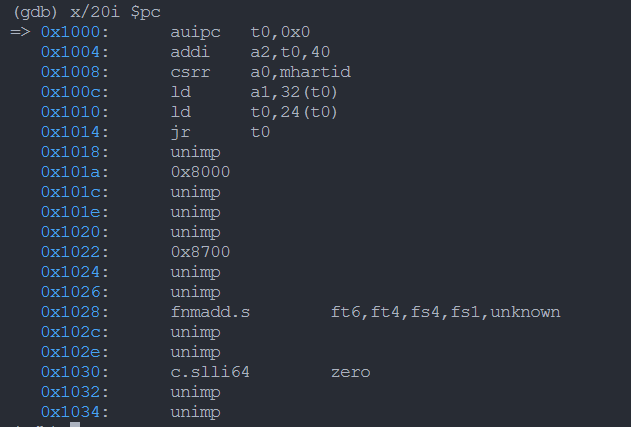 (gdb) x/20i $pc
=> 0x1000: auipc t0,0x0
0x1004: addi a2,t0,40
0x1008: csrr a0,mhartid
0x100c: ld a1,32(t0)
0x1010: ld t0,24(t0)
0x1014: jr t0
0x1018: unimp
0x101a: 0x8000
0x101c: unimp
0x101e: unimp
0x1020: unimp
0x1022: 0x8700
0x1024: unimp
0x1026: unimp
0x1028: fnmadd.s ft6,ft4,fs4,fs1,unknown
0x102c: unimp
0x102e: unimp
0x1030: c.slli64 zero
0x1032: unimp
0x1034: unimp